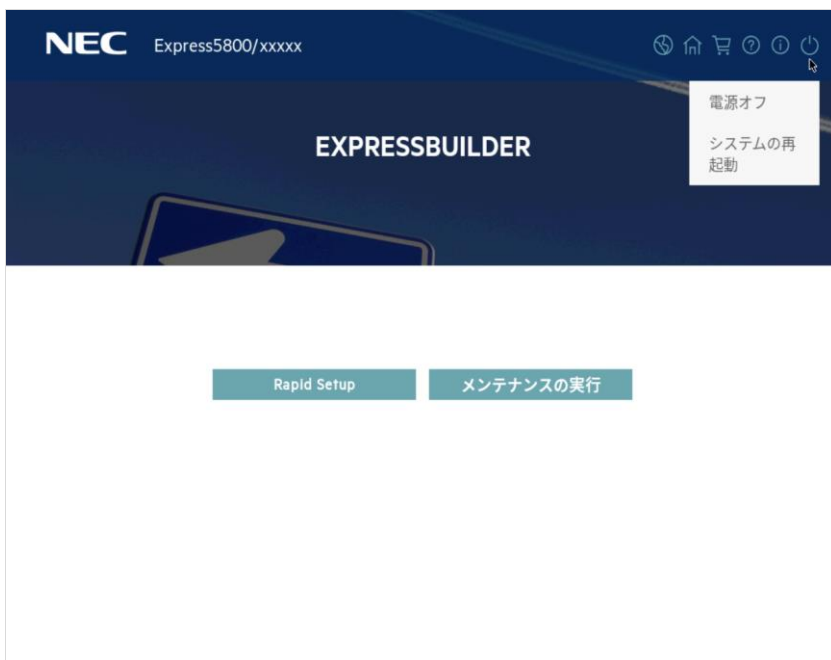 NEC Express5800/xxxxx
電源オフ
システムの再
起動
EXPRESSBUILDER
Rapid Setup
メンテナンスの実行